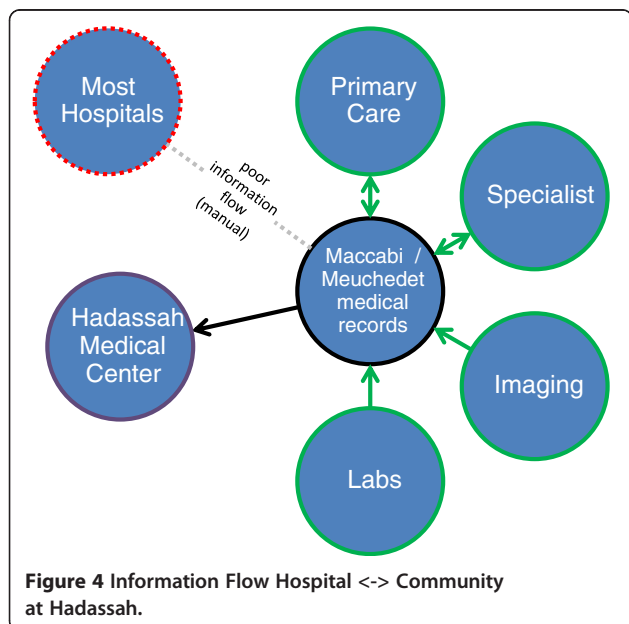 Most
Hospitals
Primary
Care
poor
information
flow
(manual)
Specialist
Maccabi /
Meuchedet
medical
records
Hadassah
Medical
Center
Imaging
Labs
Figure 4 Information Flow Hospital <-> Community
at Hadassah.